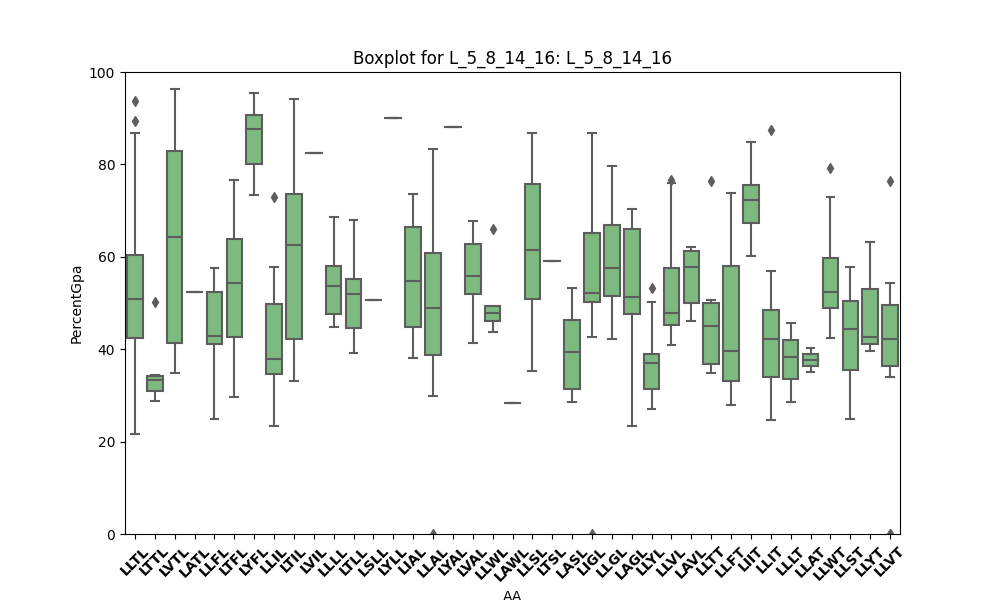 Boxplot for L_5_8_14_16: L_5_8_14_16
PercentGpa
100
80
60
40
20
0
LLTL LTTL LVTL LATL LLFL LTFL LYFL LLIL LTIL LVIL LLLL LTLL LSLL LYLL LIAL LLAL LYAL LVAL LLWL LAWL LLSL LTSL LASL LIGL LLGL LAGL LLYL LLVL LAVL LLTT LLFT LIIT LLIT LLLT LLAT LLWT LLST LLYT LLVT
AA